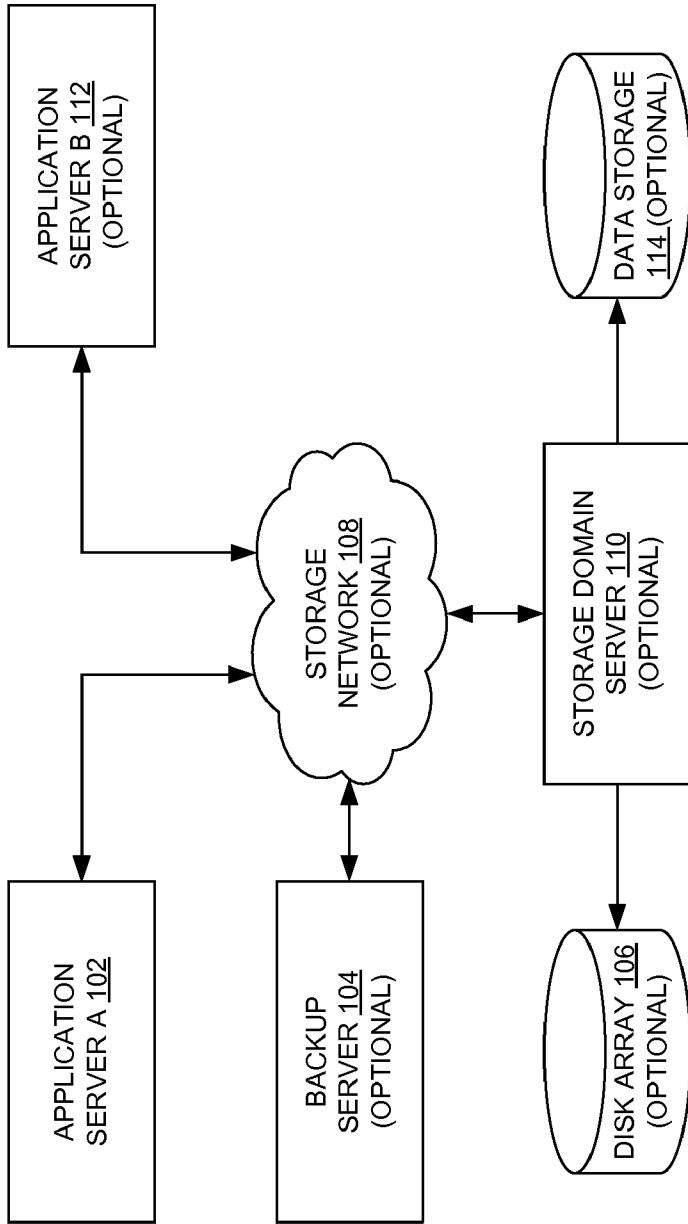 APPLICATION
SERVER A 102
APPLICATION
SERVER B 112
(OPTIONAL)
BACKUP
SERVER 104
(OPTIONAL)
STORAGE
NETWORK 108
(OPTIONAL)
DISK ARRAY 106
(OPTIONAL)
STORAGE DOMAIN
SERVER 110
(OPTIONAL)
DATA STORAGE
114 (OPTIONAL)